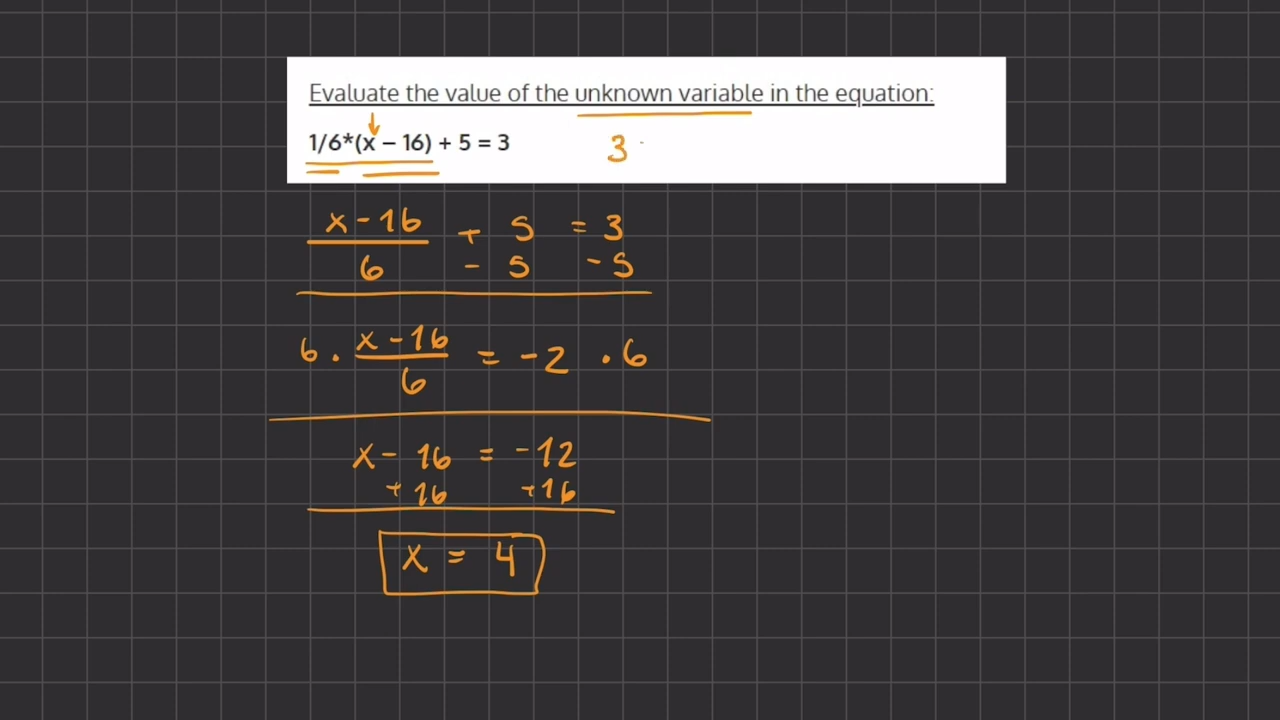 Evaluate the value of the unknown variable in the equation:
1/6*(x – 16) + 5 = 3
3
x - 16 + 5 = 3
6 - 5 - 5
6 · x - 16 = -2 · 6
6
x - 16 = -12
+ 16 +16
x = 4